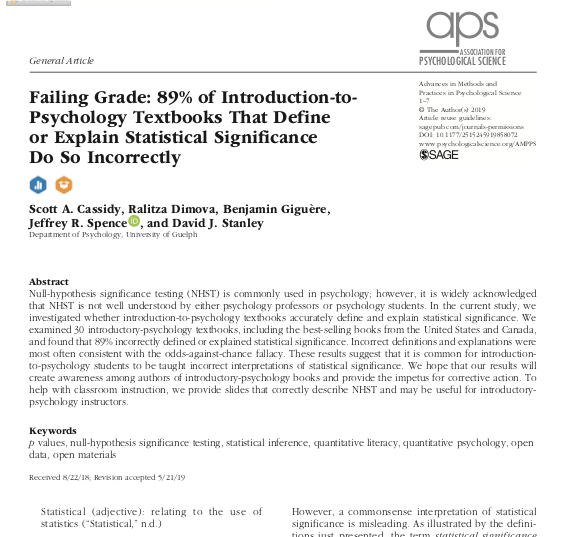 aps
ASSOCIATION FOR
PSYCHOLOGICAL SCIENCE
General Article
Advances in Methods and
Practices in Psychological Science
1–7
© The Author(s) 2019
Article reuse guidelines:
sagepub.com/journals-permissions
DOI: 10.1177/2515245919858072
www.psychologicalscience.org/AMPPS
SAGE
Failing Grade: 89% of Introduction-to-
Psychology Textbooks That Define
or Explain Statistical Significance
Do So Incorrectly
Scott A. Cassidy, Ralitza Dimova, Benjamin Giguère,
Jeffrey R. Spence iD, and David J. Stanley
Department of Psychology, University of Guelph
Abstract
Null-hypothesis significance testing (NHST) is commonly used in psychology; however, it is widely acknowledged
that NHST is not well understood by either psychology professors or psychology students. In the current study, we
investigated whether introduction-to-psychology textbooks accurately define and explain statistical significance. We
examined 30 introductory-psychology textbooks, including the best-selling books from the United States and Canada,
and found that 89% incorrectly defined or explained statistical significance. Incorrect definitions and explanations were
most often consistent with the odds-against-chance fallacy. These results suggest that it is common for introduction-
to-psychology students to be taught incorrect interpretations of statistical significance. We hope that our results will
create awareness among authors of introductory-psychology books and provide the impetus for corrective action. To
help with classroom instruction, we provide slides that correctly describe NHST and may be useful for introductory-
psychology instructors.
Keywords
p values, null-hypothesis significance testing, statistical inference, quantitative literacy, quantitative psychology, open
data, open materials
Received 8/22/18; Revision accepted 5/21/19
Statistical (adjective): relating to the use of
statistics (“Statistical,” n.d.)
However, a commonsense interpretation of statistical
significance is misleading. As illustrated by the defini-
tions just presented, the term statistical significance